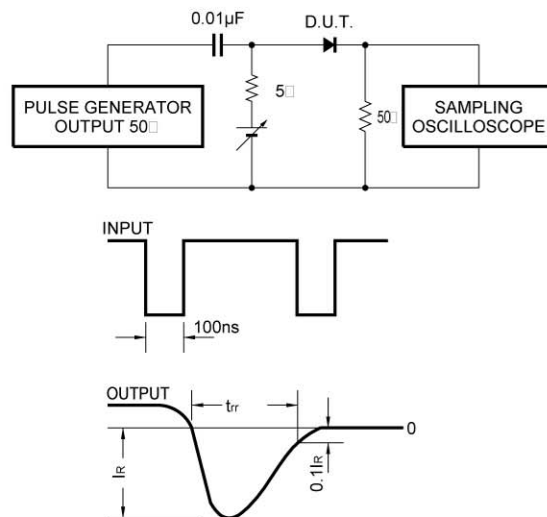 0.01µF
D.U.T.
5□
50□
PULSE GENERATOR
OUTPUT 50□
SAMPLING
OSCILLOSCOPE
INPUT
100ns
OUTPUT
trr
0
IR
0.1IR